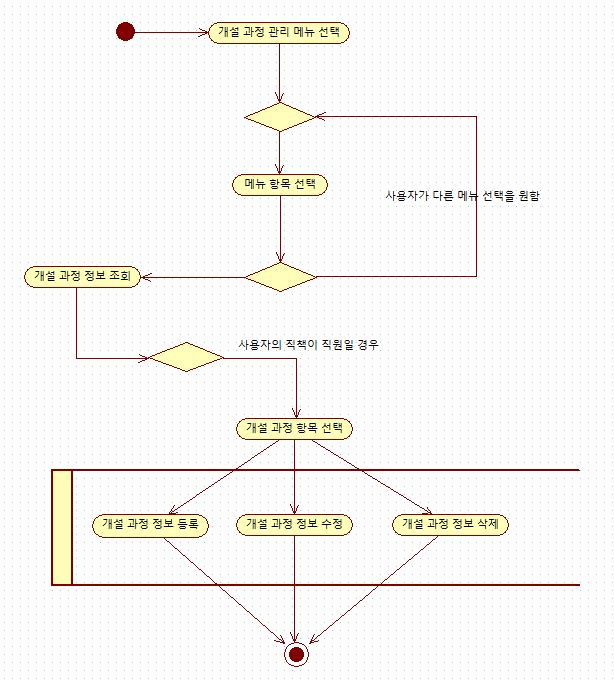 개설 과정 관리 메뉴 선택
메뉴 항목 선택
사용자가 다른 메뉴 선택을 원함
개설 과정 정보 조회
사용자의 직책이 직원일 경우
개설 과정 항목 선택
개설 과정 정보 등록
개설 과정 정보 수정
개설 과정 정보 삭제